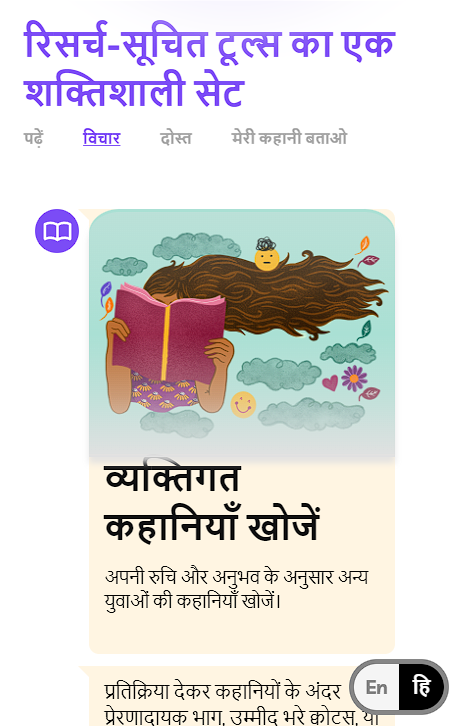 रिसर्च-सूचित टूल्स का एक
शक्तिशाली सेट
पढ़ें विचार दोस्त मेरी कहानी बताओ
व्यक्तिगत
कहानियाँ खोजें
अपनी रुचि और अनुभव के अनुसार अन्य
युवाओं की कहानियाँ खोजें।
प्रतिक्रिया देकर कहानियों के अंदर
प्रेरणादायक भाग, उम्मीद भरे क़ोट्स, या
En हि